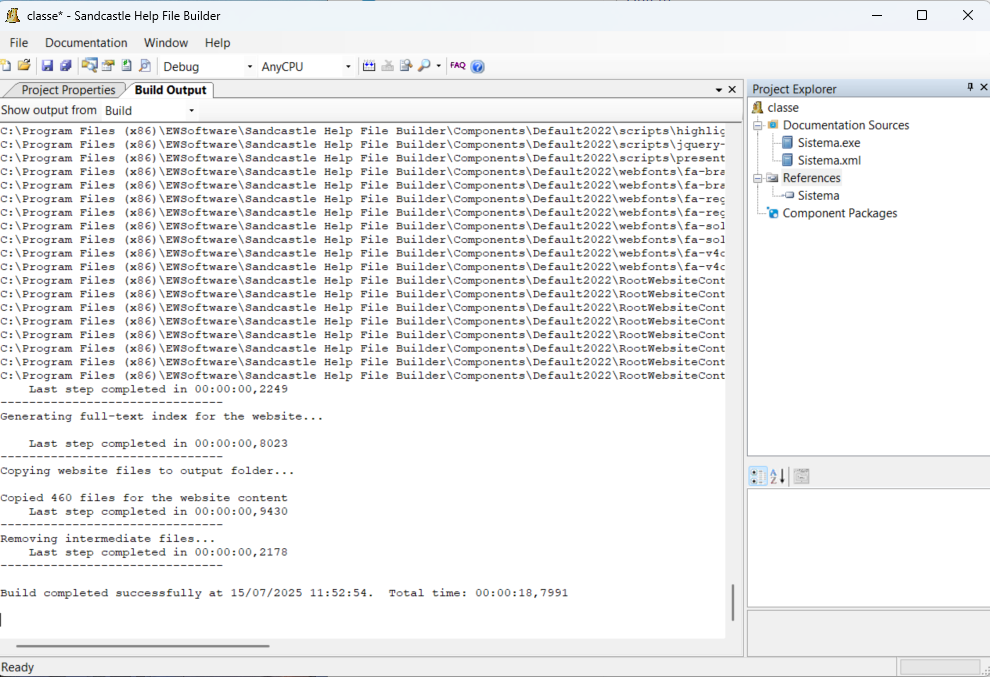 classe* - Sandcastle Help File Builder
File Documentation Window Help
Debug AnyCPU FAQ
Project Properties Build Output
Show output from Build
C:\Program Files (x86)\EWSoftware\Sandcastle Help File Builder\Components\Default2022\scripts\highlig
C:\Program Files (x86)\EWSoftware\Sandcastle Help File Builder\Components\Default2022\scripts\jquery-
C:\Program Files (x86)\EWSoftware\Sandcastle Help File Builder\Components\Default2022\scripts\present
C:\Program Files (x86)\EWSoftware\Sandcastle Help File Builder\Components\Default2022\webfonts\fa-bra
C:\Program Files (x86)\EWSoftware\Sandcastle Help File Builder\Components\Default2022\webfonts\fa-bra
C:\Program Files (x86)\EWSoftware\Sandcastle Help File Builder\Components\Default2022\webfonts\fa-reg
C:\Program Files (x86)\EWSoftware\Sandcastle Help File Builder\Components\Default2022\webfonts\fa-reg
C:\Program Files (x86)\EWSoftware\Sandcastle Help File Builder\Components\Default2022\webfonts\fa-sol
C:\Program Files (x86)\EWSoftware\Sandcastle Help File Builder\Components\Default2022\webfonts\fa-sol
C:\Program Files (x86)\EWSoftware\Sandcastle Help File Builder\Components\Default2022\webfonts\fa-v4c
C:\Program Files (x86)\EWSoftware\Sandcastle Help File Builder\Components\Default2022\webfonts\fa-v4c
C:\Program Files (x86)\EWSoftware\Sandcastle Help File Builder\Components\Default2022\RootWebsiteCont
C:\Program Files (x86)\EWSoftware\Sandcastle Help File Builder\Components\Default2022\RootWebsiteCont
C:\Program Files (x86)\EWSoftware\Sandcastle Help File Builder\Components\Default2022\RootWebsiteCont
C:\Program Files (x86)\EWSoftware\Sandcastle Help File Builder\Components\Default2022\RootWebsiteCont
C:\Program Files (x86)\EWSoftware\Sandcastle Help File Builder\Components\Default2022\RootWebsiteCont
C:\Program Files (x86)\EWSoftware\Sandcastle Help File Builder\Components\Default2022\RootWebsiteCont
C:\Program Files (x86)\EWSoftware\Sandcastle Help File Builder\Components\Default2022\RootWebsiteCont
C:\Program Files (x86)\EWSoftware\Sandcastle Help File Builder\Components\Default2022\RootWebsiteCont
Last step completed in 00:00:00,2249
-------------------------------
Generating full-text index for the website...
Last step completed in 00:00:00,8023
-------------------------------
Copying website files to output folder...
Copied 460 files for the website content
Last step completed in 00:00:00,9430
-------------------------------
Removing intermediate files...
Last step completed in 00:00:00,2178
-------------------------------
Build completed successfully at 15/07/2025 11:52:54.  Total time: 00:00:18,7991
Ready
Project Explorer
classe
Documentation Sources
Sistema.exe
Sistema.xml
References
Sistema
Component Packages